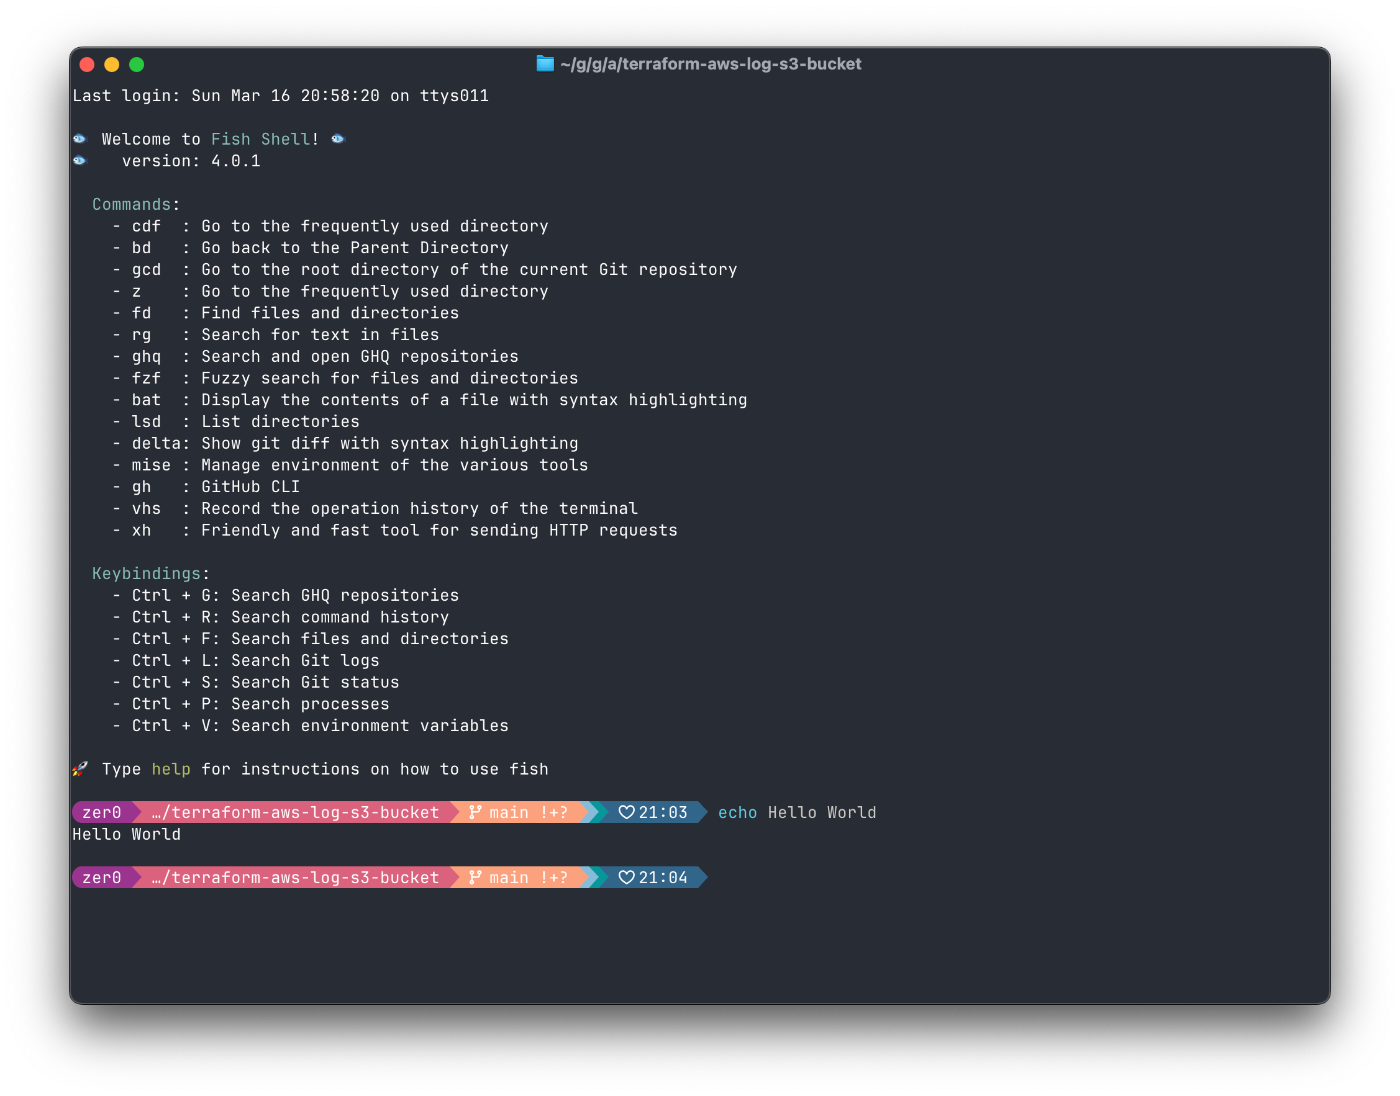 ~/g/g/a/terraform-aws-log-s3-bucket
Last login: Sun Mar 16 20:58:20 on ttys011
🐟 Welcome to Fish Shell! 🐟
🐟   version: 4.0.1
Commands:
- cdf  : Go to the frequently used directory
- bd   : Go back to the Parent Directory
- gcd  : Go to the root directory of the current Git repository
- z    : Go to the frequently used directory
- fd   : Find files and directories
- rg   : Search for text in files
- ghq  : Search and open GHQ repositories
- fzf  : Fuzzy search for files and directories
- bat  : Display the contents of a file with syntax highlighting
- lsd  : List directories
- delta: Show git diff with syntax highlighting
- mise : Manage environment of the various tools
- gh   : GitHub CLI
- vhs  : Record the operation history of the terminal
- xh   : Friendly and fast tool for sending HTTP requests
Keybindings:
- Ctrl + G: Search GHQ repositories
- Ctrl + R: Search command history
- Ctrl + F: Search files and directories
- Ctrl + L: Search Git logs
- Ctrl + S: Search Git status
- Ctrl + P: Search processes
- Ctrl + V: Search environment variables
🚀 Type help for instructions on how to use fish
zer0 …/terraform-aws-log-s3-bucket main !+? ♡ 21:03 echo Hello World
Hello World
zer0 …/terraform-aws-log-s3-bucket main !+? ♡ 21:04